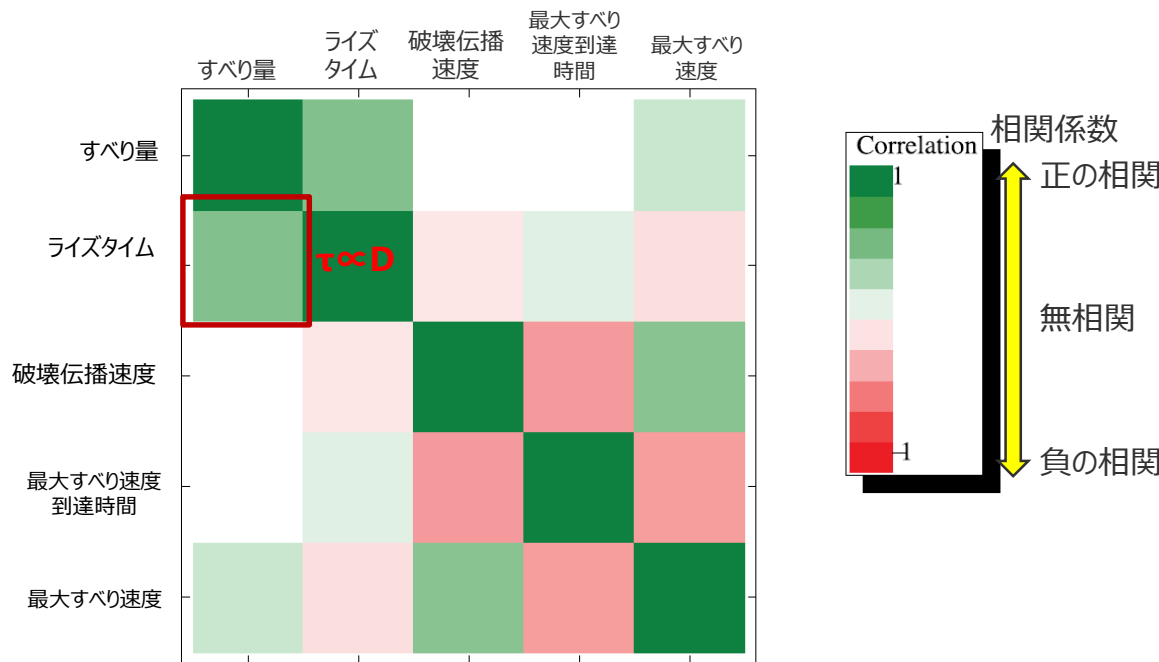 すべり量
ライズ
タイム
破壊伝播
速度
最大すべり
速度到達
時間
最大すべり
速度
すべり量
ライズタイム
τ∝D
破壊伝播速度
最大すべり速度
到達時間
最大すべり速度
相関係数
Correlation
1
正の相関
無相関
-1
負の相関